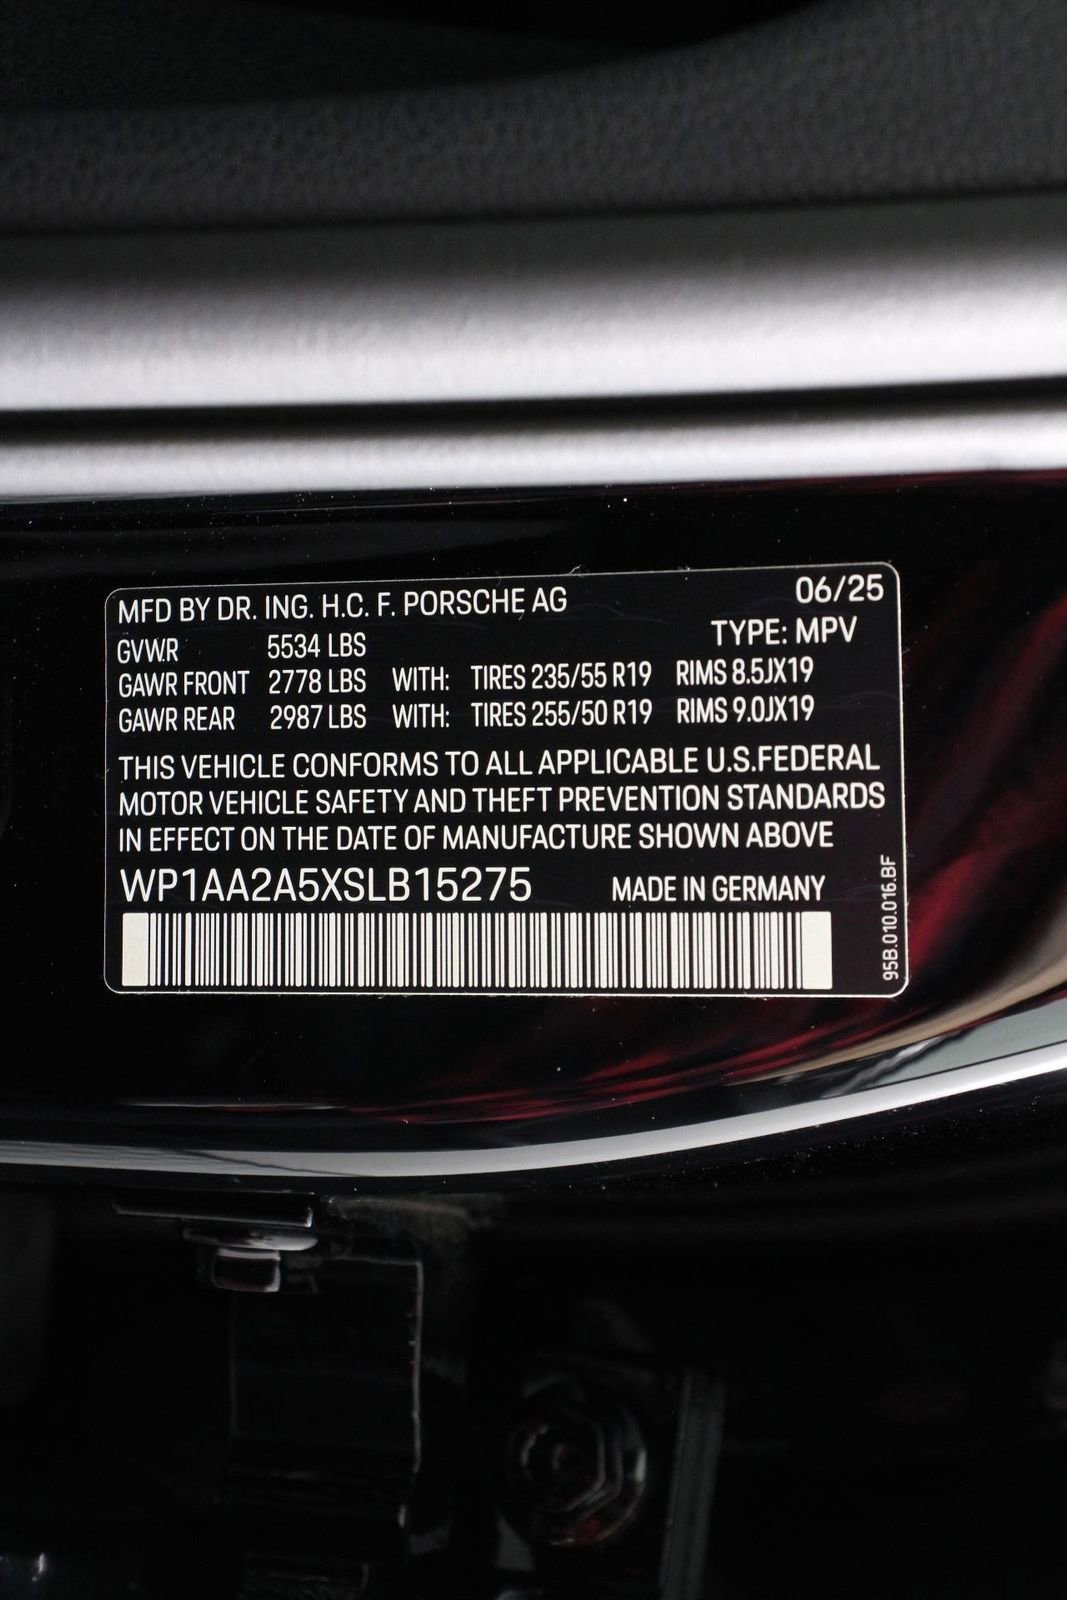 MFD BY DR. ING. H.C. F. PORSCHE AG 06/25
TYPE: MPV
GVWR 5534 LBS
GAWR FRONT 2778 LBS WITH: TIRES 235/55 R19 RIMS 8.5JX19
GAWR REAR 2987 LBS WITH: TIRES 255/50 R19 RIMS 9.0JX19
THIS VEHICLE CONFORMS TO ALL APPLICABLE U.S.FEDERAL
MOTOR VEHICLE SAFETY AND THEFT PREVENTION STANDARDS
IN EFFECT ON THE DATE OF MANUFACTURE SHOWN ABOVE
WP1AA2A5XSLB15275 MADE IN GERMANY
95B.010.016.BF